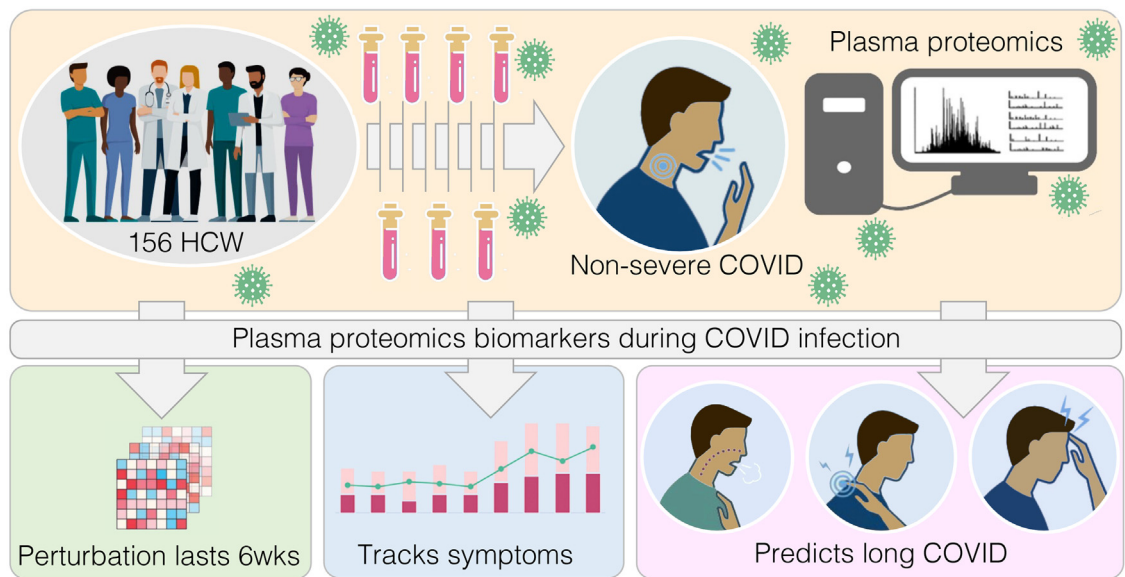 Plasma proteomics
156 HCW
Non-severe COVID
Plasma proteomics biomarkers during COVID infection
Perturbation lasts 6wks
Tracks symptoms
Predicts long COVID